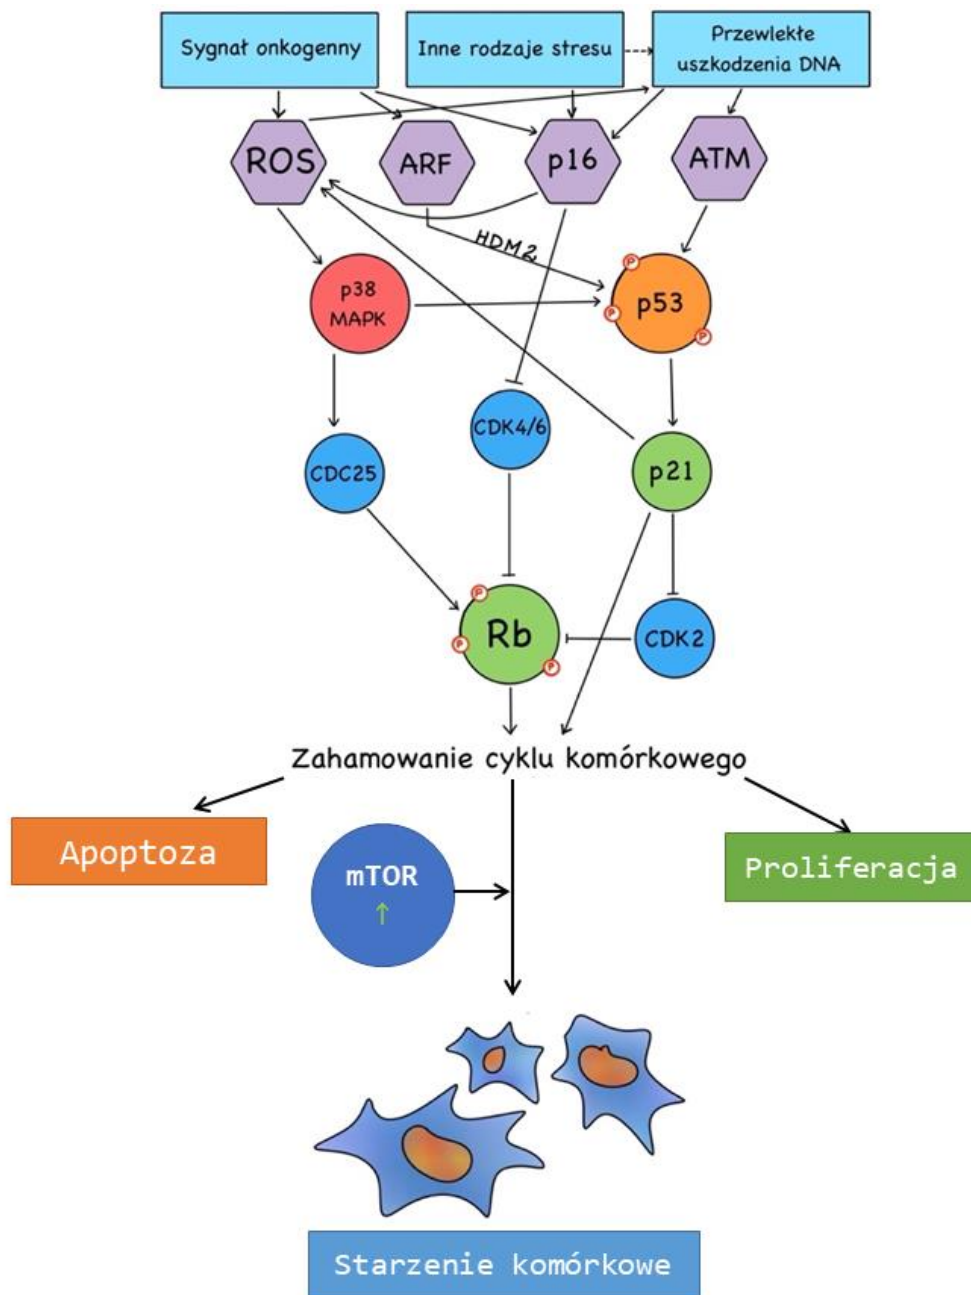 Sygnał onkogenny
Inne rodzaje stresu
Przewlekłe
uszkodzenia DNA
ROS
ARF
p16
ATM
HDM2
p38
MAPK
P
p53
P
P
CDK4/6
CDC25
p21
P
Rb
P
P
CDK2
Zahamowanie cyklu komórkowego
Apoptoza
mTOR
↑
Proliferacja
Starzenie komórkowe